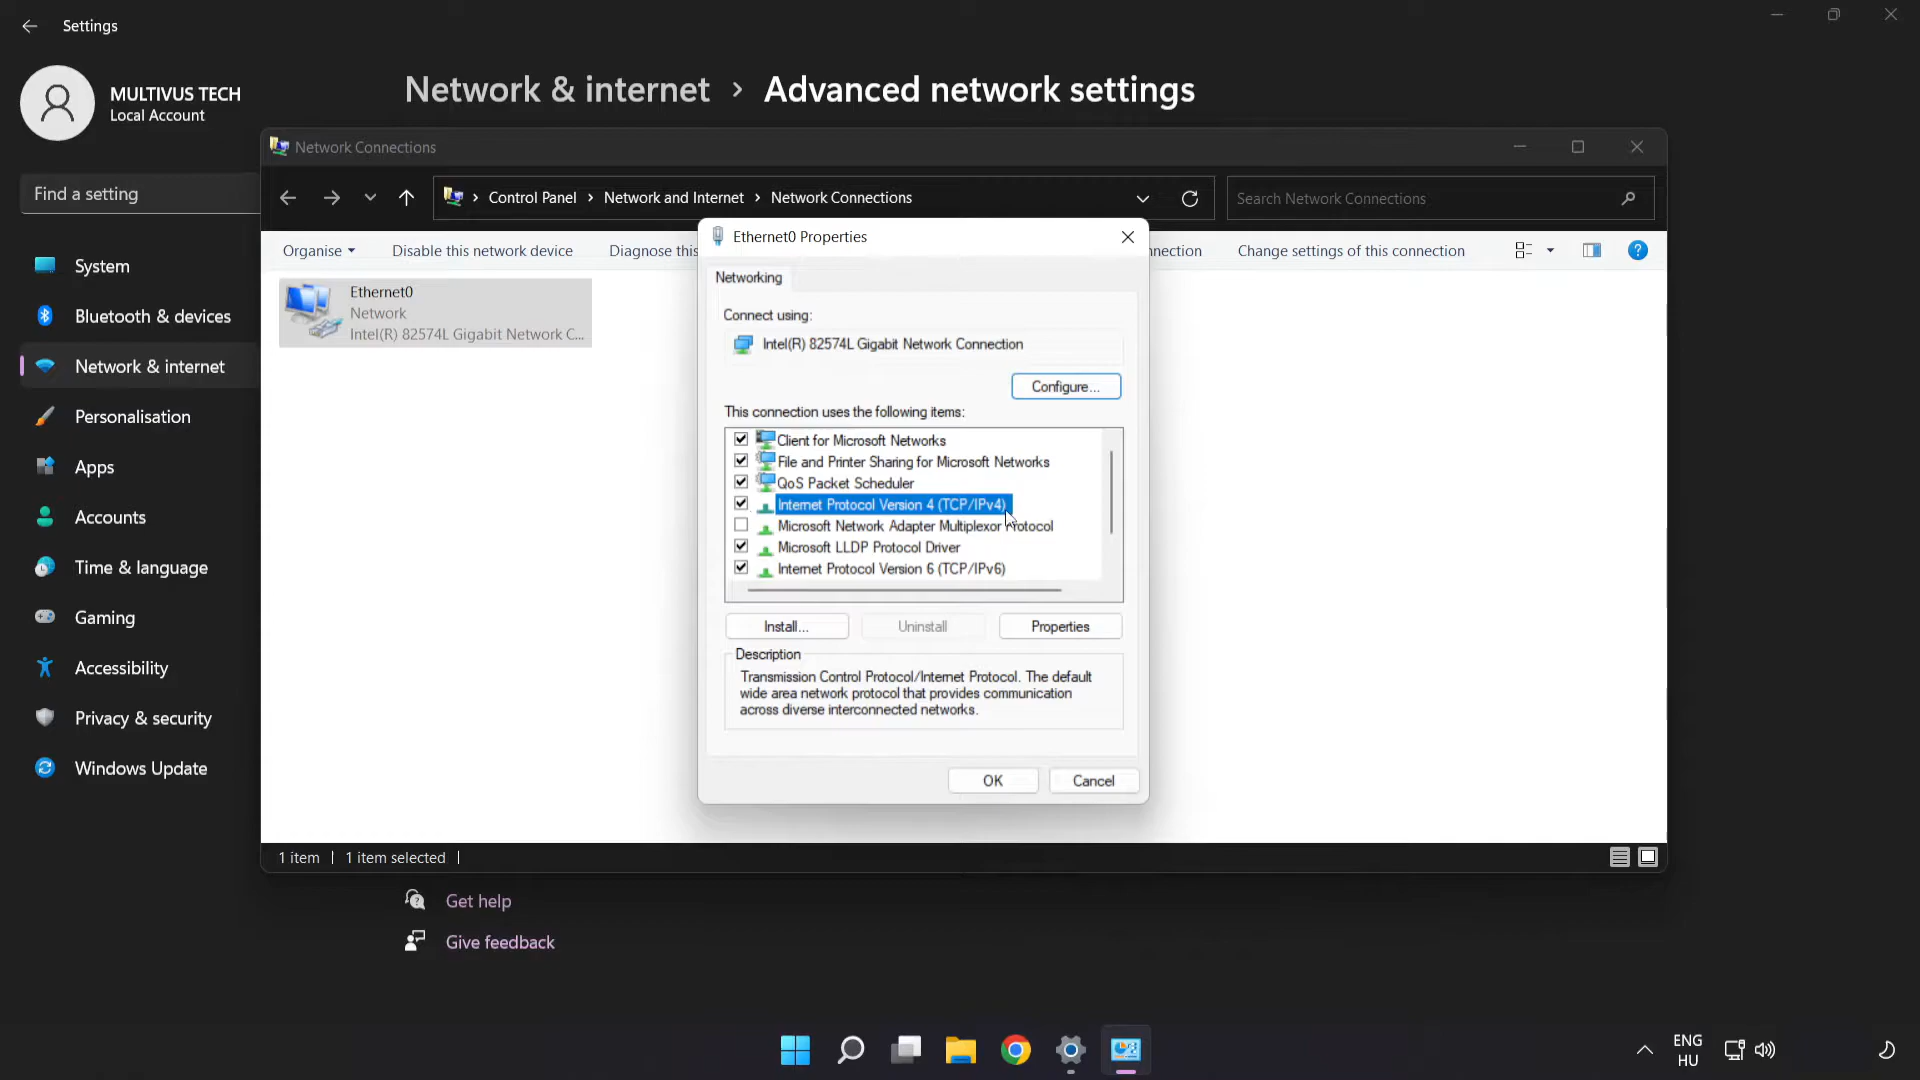 Settings
MULTIVUS TECH
Local Account
Find a setting
System
Bluetooth & devices
Network & internet
Personalisation
Apps
Accounts
Time & language
Gaming
Accessibility
Privacy & security
Windows Update
Network & internet › Advanced network settings
Network Connections
Control Panel › Network and Internet › Network Connections
Search Network Connections
Organise
Disable this network device
Diagnose this
nnection
Change settings of this connection
Ethernet0
Network
Intel(R) 82574L Gigabit Network C...
Ethernet0 Properties
Networking
Connect using:
Intel(R) 82574L Gigabit Network Connection
Configure...
This connection uses the following items:
Client for Microsoft Networks
File and Printer Sharing for Microsoft Networks
QoS Packet Scheduler
Internet Protocol Version 4 (TCP/IPv4)
Microsoft Network Adapter Multiplexor Protocol
Microsoft LLDP Protocol Driver
Internet Protocol Version 6 (TCP/IPv6)
Install...
Uninstall
Properties
Description
Transmission Control Protocol/Internet Protocol. The default
wide area network protocol that provides communication
across diverse interconnected networks.
OK
Cancel
1 item
1 item selected
Get help
Give feedback
ENG
HU